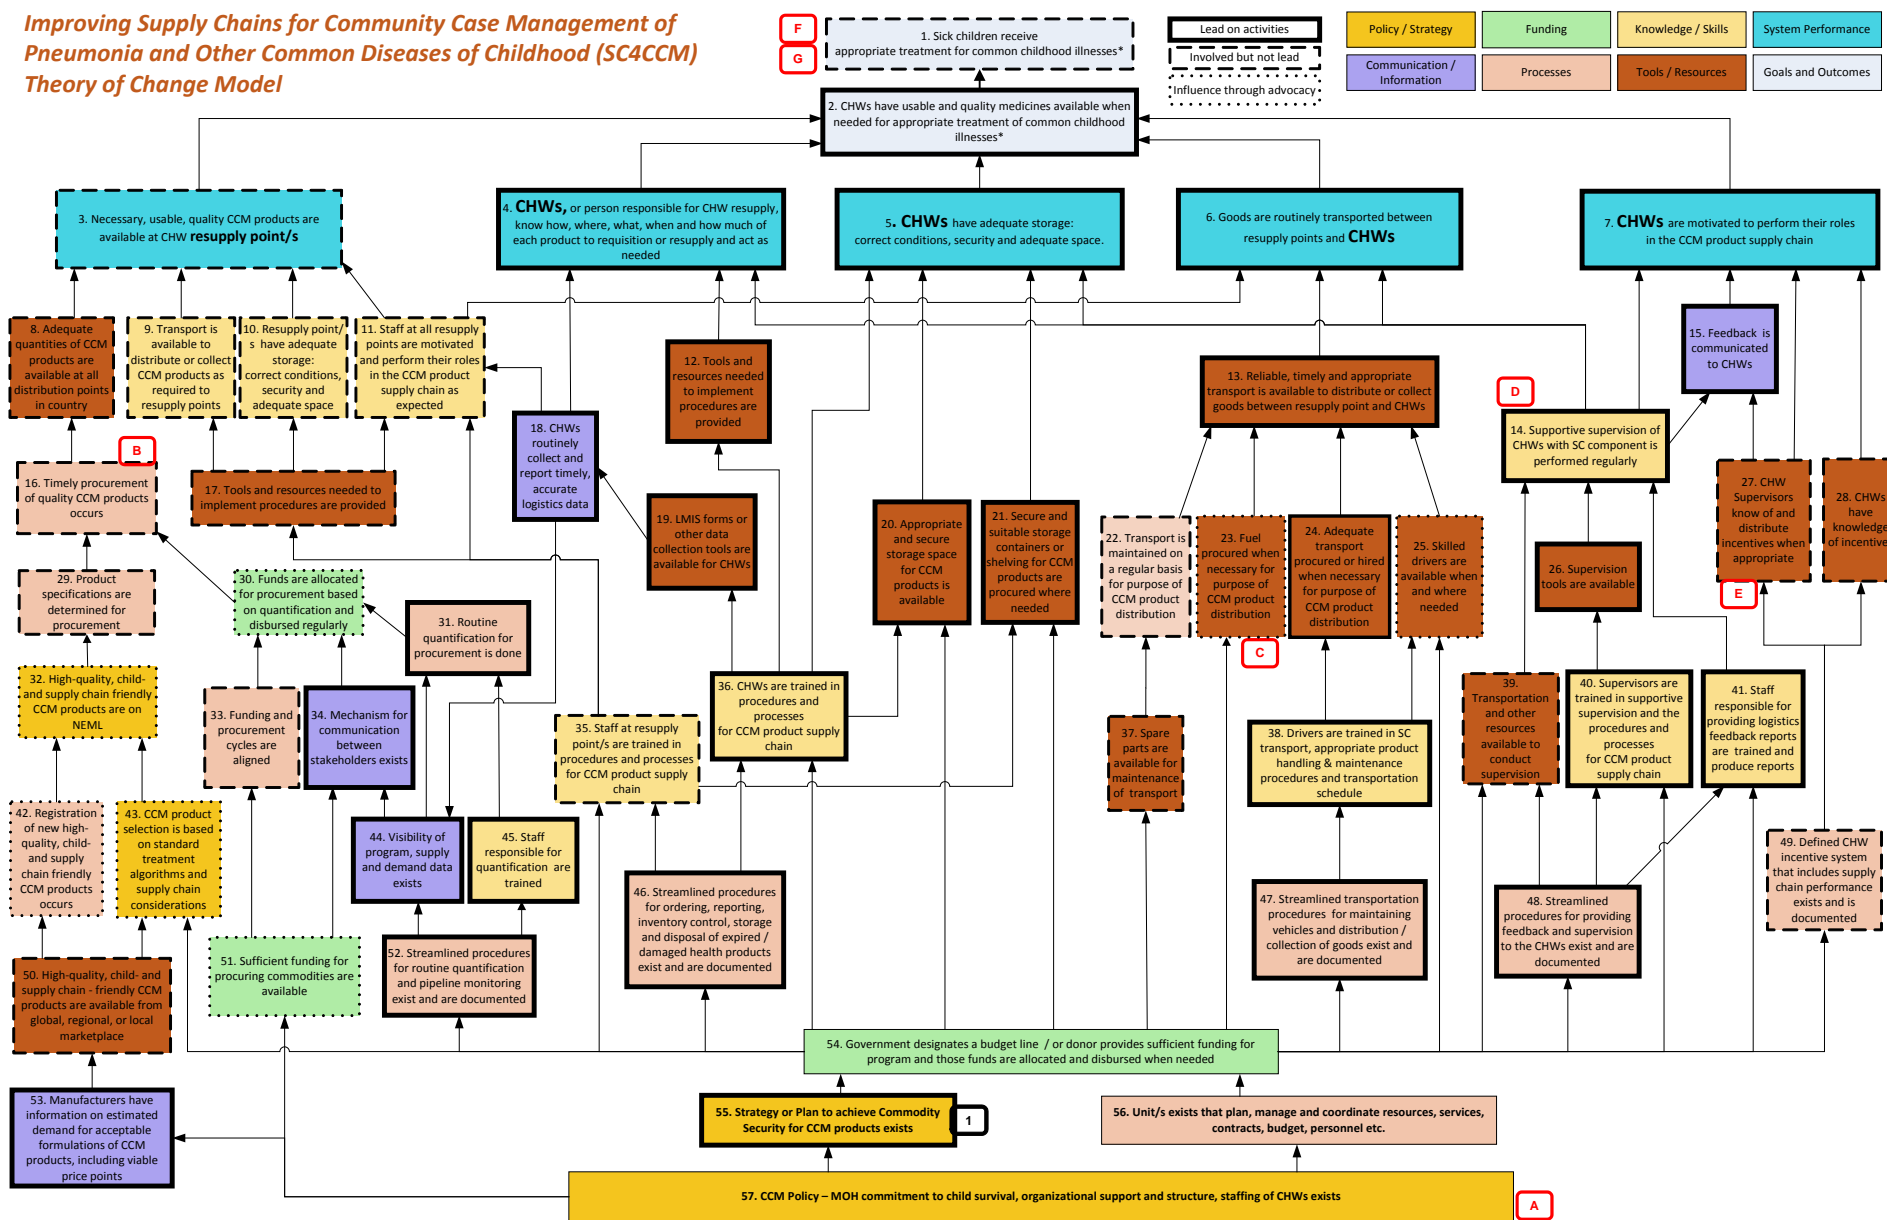 Improving Supply Chains for Community Case Management of
Pneumonia and Other Common Diseases of Childhood (SC4CCM)
Theory of Change Model
F
G
1. Sick children receive
appropriate treatment for common childhood illnesses*
Lead on activities
Involved but not lead
Influence through advocacy
Policy / Strategy
Funding
Knowledge / Skills
System Performance
Communication /
Information
Processes
Tools / Resources
Goals and Outcomes
2. CHWs have usable and quality medicines available when
needed for appropriate treatment of common childhood
illnesses*
3. Necessary, usable, quality CCM products are
available at CHW resupply point/s
4. CHWs, or person responsible for CHW resupply,
know how, where, what, when and how much of
each product to requisition or resupply and act as
needed
5. CHWs have adequate storage:
correct conditions, security and adequate space.
6. Goods are routinely transported between
resupply points and CHWs
7. CHWs are motivated to perform their roles
in the CCM product supply chain
8. Adequate
quantities of CCM
products are
available at all
distribution points
in country
9. Transport is
available to
distribute or collect
CCM products as
required to
resupply points
10. Resupply point/
s have adequate
storage:
correct conditions,
security and
adequate space
11. Staff at all resupply
points are motivated
and perform their roles
in the CCM product
supply chain as
expected
12. Tools and
resources needed
to implement
procedures are
provided
13. Reliable, timely and appropriate
transport is available to distribute or collect
goods between resupply point and CHWs
15. Feedback is
communicated
to CHWs
D
14. Supportive supervision of
CHWs with SC component is
performed regularly
B
16. Timely procurement
of quality CCM products
occurs
17. Tools and resources needed to
implement procedures are provided
18. CHWs
routinely
collect and
report timely,
accurate
logistics data
19. LMIS forms or
other data
collection tools are
available for CHWs
20. Appropriate
and secure
storage space
for CCM
products is
available
21. Secure and
suitable storage
containers or
shelving for CCM
products are
procured where
needed
22. Transport is
maintained on
a regular basis
for purpose of
CCM product
distribution
23. Fuel
procured when
necessary for
purpose of
CCM product
distribution
C
24. Adequate
transport
procured or hired
when necessary
for purpose of
CCM product
distribution
25. Skilled
drivers are
available when
and where
needed
26. Supervision
tools are available
27. CHW
Supervisors
know of and
distribute
incentives when
appropriate
E
28. CHWs
have
knowledge
of incentive
29. Product
specifications are
determined for
procurement
30. Funds are allocated
for procurement based
on quantification and
disbursed regularly
31. Routine
quantification for
procurement is done
32. High-quality, child-
and supply chain friendly
CCM products are on
NEML
33. Funding and
procurement
cycles are
aligned
34. Mechanism for
communication
between
stakeholders exists
35. Staff at resupply
point/s are trained in
procedures and processes
for CCM product supply
chain
36. CHWs are trained in
procedures and
processes
for CCM product supply
chain
37. Spare
parts are
available for
maintenance
of transport
38. Drivers are trained in SC
transport, appropriate product
handling & maintenance
procedures and transportation
schedule
39.
Transportation
and other
resources
available to
conduct
supervision
40. Supervisors are
trained in supportive
supervision and the
procedures and
processes
for CCM product
supply chain
41. Staff
responsible for
providing logistics
feedback reports
are trained and
produce reports
42. Registration
of new high-
quality, child-
and supply
chain friendly
CCM products
occurs
43. CCM product
selection is based
on standard
treatment
algorithms and
supply chain
considerations
44. Visibility of
program, supply
and demand data
exists
45. Staff
responsible for
quantification are
trained
46. Streamlined procedures
for ordering, reporting,
inventory control, storage
and disposal of expired /
damaged health products
exist and are documented
47. Streamlined transportation
procedures for maintaining
vehicles and distribution /
collection of goods exist and
are documented
48. Streamlined
procedures for providing
feedback and supervision
to the CHWs exist and are
documented
49. Defined CHW
incentive system
that includes supply
chain performance
exists and is
documented
50. High-quality, child- and
supply chain - friendly CCM
products are available from
global, regional, or local
marketplace
51. Sufficient funding for
procuring commodities are
available
52. Streamlined procedures
for routine quantification
and pipeline monitoring
exist and are documented
53. Manufacturers have
information on estimated
demand for acceptable
formulations of CCM
products, including viable
price points
54. Government designates a budget line / or donor provides sufficient funding for
program and those funds are allocated and disbursed when needed
55. Strategy or Plan to achieve Commodity
Security for CCM products exists
1
56. Unit/s exists that plan, manage and coordinate resources, services,
contracts, budget, personnel etc.
57. CCM Policy – MOH commitment to child survival, organizational support and structure, staffing of CHWs exists
A